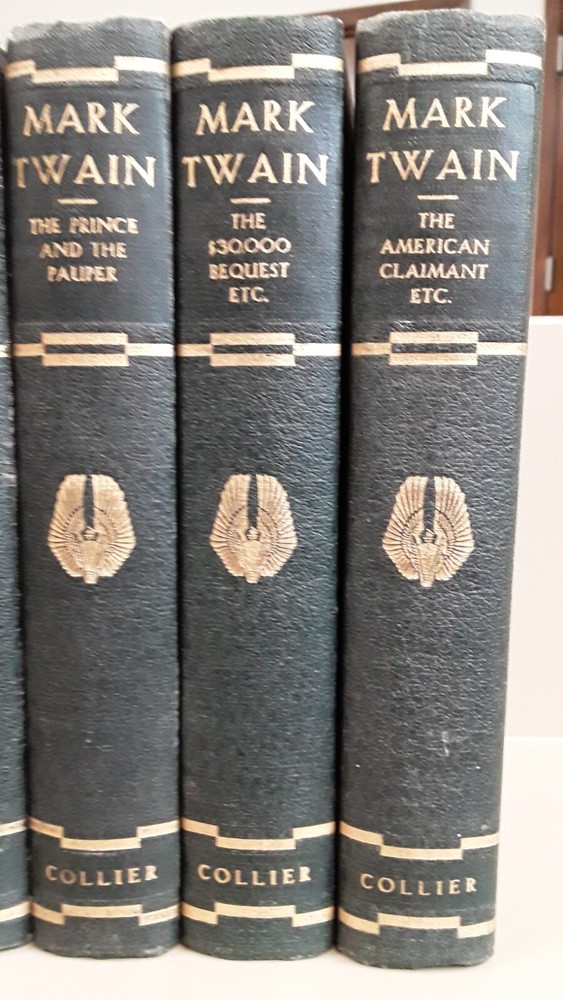 MARK
TWAIN
THE PRINCE
AND THE
PAUPER
COLLIER
MARK
TWAIN
THE
$30,000
BEQUEST
ETC.
COLLIER
MARK
TWAIN
THE
AMERICAN
CLAIMANT
ETC.
COLLIER